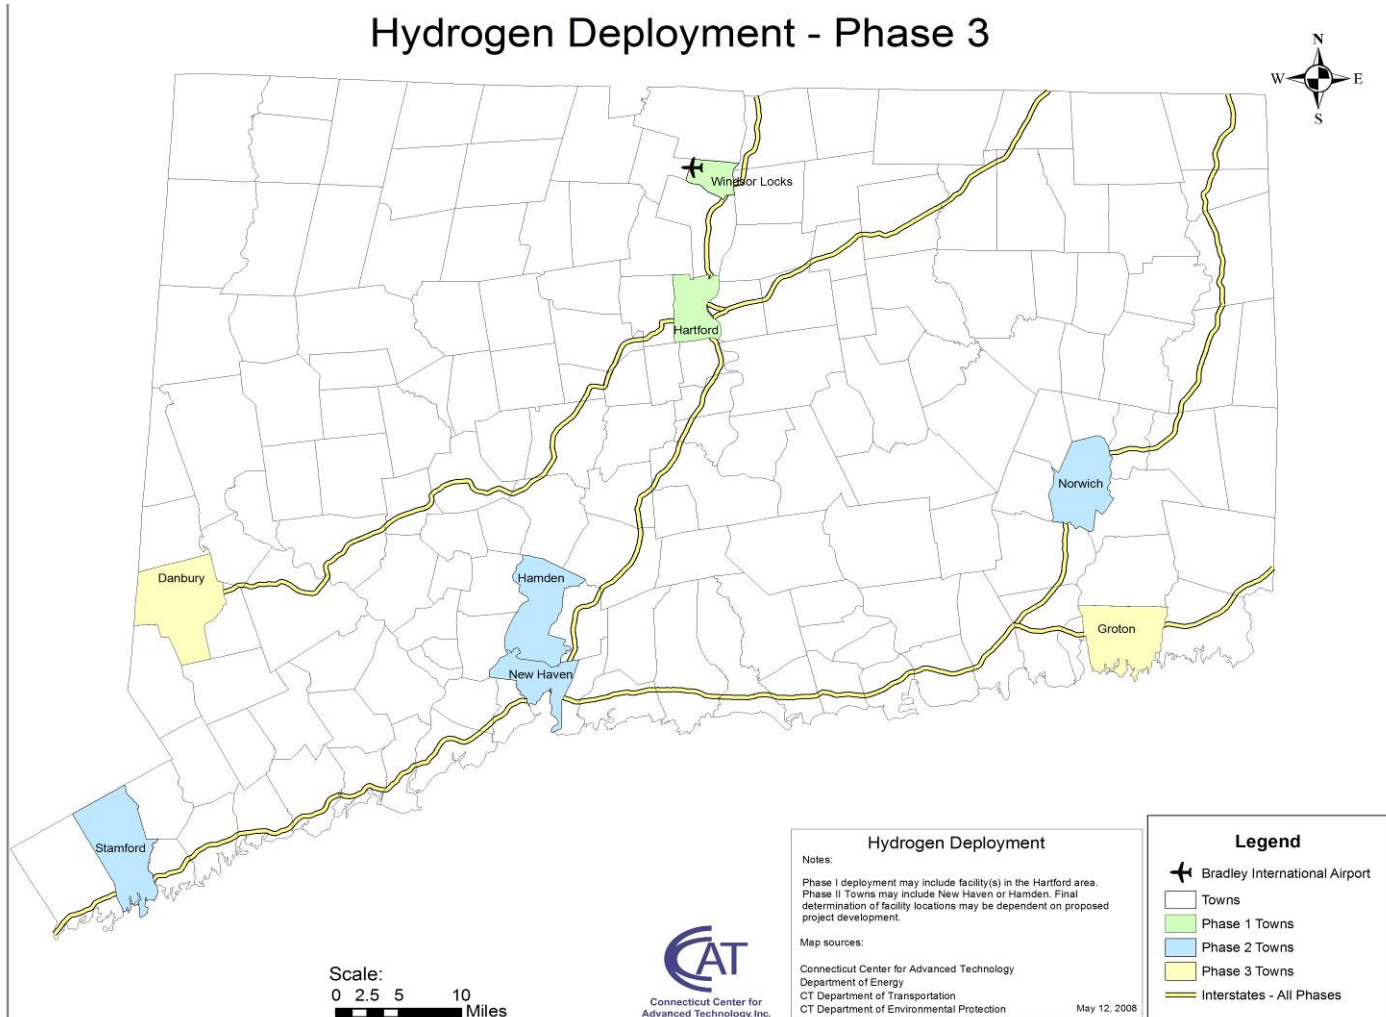 Hydrogen Deployment - Phase 3
N
W E
S
Windsor Locks
Hartford
Norwich
Danbury
Hamden
Groton
New Haven
Stamford
Scale:
0 2.5 5 10
Miles
CAT
Connecticut Center for
Advanced Technology, Inc.
Hydrogen Deployment
Notes:
Phase I deployment may include facility(s) in the Hartford area.
Phase II Towns may include New Haven or Hamden. Final
determination of facility locations may be dependent on proposed
project development.
Map sources:
Connecticut Center for Advanced Technology
Department of Energy
CT Department of Transportation
CT Department of Environmental Protection May 12, 2008
Legend
Bradley International Airport
Towns
Phase 1 Towns
Phase 2 Towns
Phase 3 Towns
Interstates - All Phases